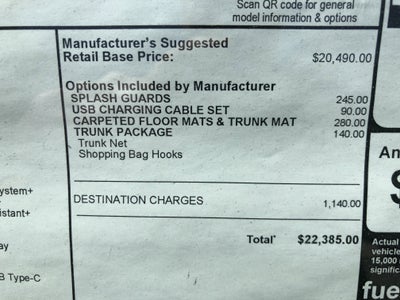 Scan QR code for general
model information & options
Manufacturer's Suggested
Retail Base Price: $20,490.00
Options Included by Manufacturer
SPLASH GUARDS 245.00
USB CHARGING CABLE SET 90.00
CARPETED FLOOR MATS & TRUNK MAT 280.00
TRUNK PACKAGE 140.00
Trunk Net
Shopping Bag Hooks
DESTINATION CHARGES 1,140.00
Total* $22,385.00
ystem+
istant+
ay
B Type-C
An
$
Actual
vehicle
15,000
signific
fue